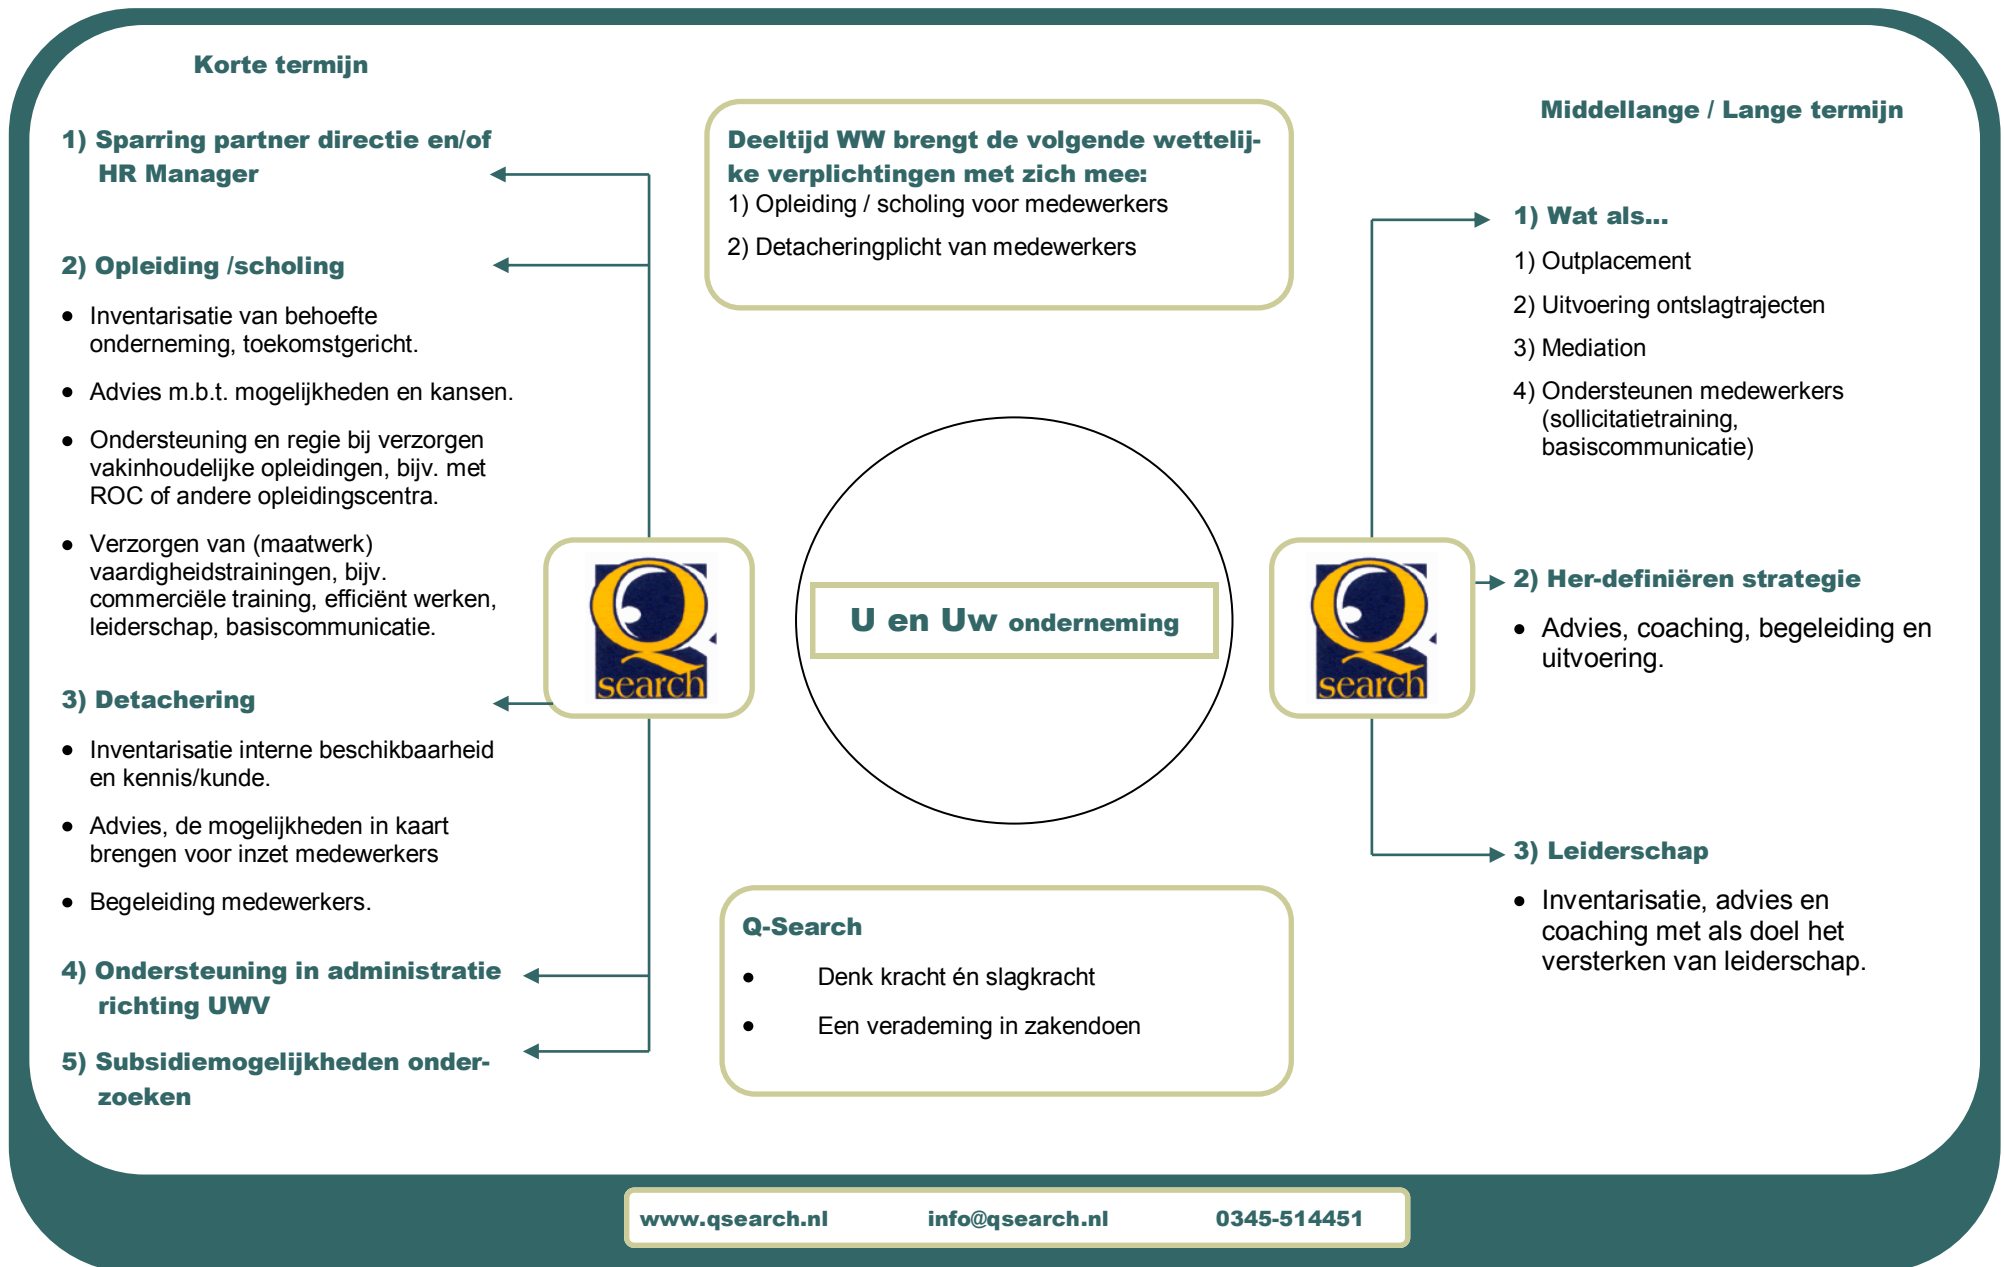 Korte termijn
1) Sparring partner directie en/of
HR Manager
2) Opleiding /scholing
• Inventarisatie van behoefte
onderneming, toekomstgericht.
• Advies m.b.t. mogelijkheden en kansen.
• Ondersteuning en regie bij verzorgen
vakinhoudelijke opleidingen, bijv. met
ROC of andere opleidingscentra.
• Verzorgen van (maatwerk)
vaardigheidstrainingen, bijv.
commerciële training, efficiënt werken,
leiderschap, basiscommunicatie.
3) Detachering
• Inventarisatie interne beschikbaarheid
en kennis/kunde.
• Advies, de mogelijkheden in kaart
brengen voor inzet medewerkers
• Begeleiding medewerkers.
4) Ondersteuning in administratie
richting UWV
5) Subsidiemogelijkheden onder-
zoeken
Q
search
Deeltijd WW brengt de volgende wettelij-
ke verplichtingen met zich mee:
1) Opleiding / scholing voor medewerkers
2) Detacheringplicht van medewerkers
U en Uw onderneming
Q-Search
• Denk kracht én slagkracht
• Een verademing in zakendoen
Q
search
Middellange / Lange termijn
1) Wat als...
1) Outplacement
2) Uitvoering ontslagtrajecten
3) Mediation
4) Ondersteunen medewerkers
(sollicitatietraining,
basiscommunicatie)
2) Her-definiëren strategie
• Advies, coaching, begeleiding en
uitvoering.
3) Leiderschap
• Inventarisatie, advies en
coaching met als doel het
versterken van leiderschap.
www.qsearch.nl info@qsearch.nl 0345-514451